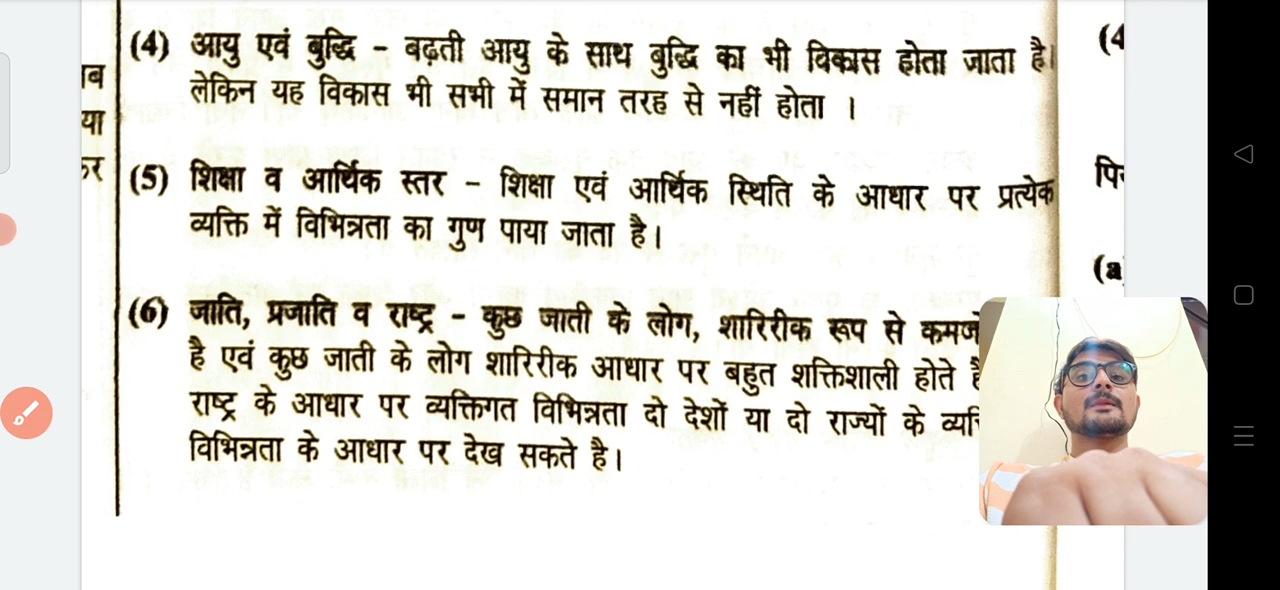 (4) आयु एवं बुद्धि – बढ़ती आयु के साथ बुद्धि का भी विकास होता जाता है।
लेकिन यह विकास भी सभी में समान तरह से नहीं होता ।
(5) शिक्षा व आर्थिक स्तर – शिक्षा एवं आर्थिक स्थिति के आधार पर प्रत्येक
व्यक्ति में विभिन्नता का गुण पाया जाता है।
(6) जाति, प्रजाति व राष्ट्र – कुछ जाती के लोग, शारिरीक रूप से
है एवं कुछ जाती के लोग शारिरीक आधार पर बहुत शक्तिशाली होते
राष्ट्र के आधार पर व्यक्तिगत विभिन्नता दो देशों या दो राज्यों के
विभिन्नता के आधार पर देख सकते है।
(4
(a